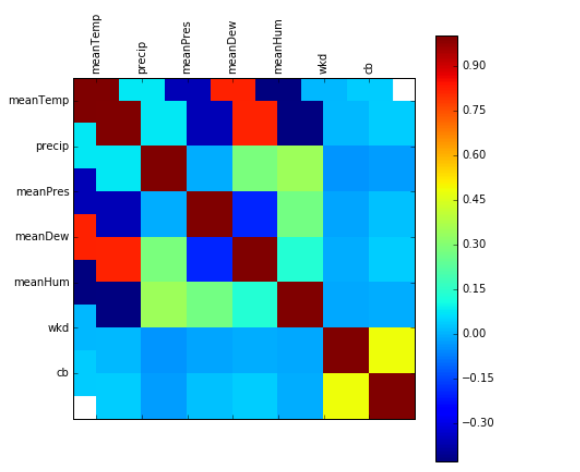 meanTemp
precip
meanPres
meanDew
meanHum
wkd
cb
meanTemp
precip
meanPres
meanDew
meanHum
wkd
cb
0.90
0.75
0.60
0.45
0.30
0.15
0.00
−0.15
−0.30